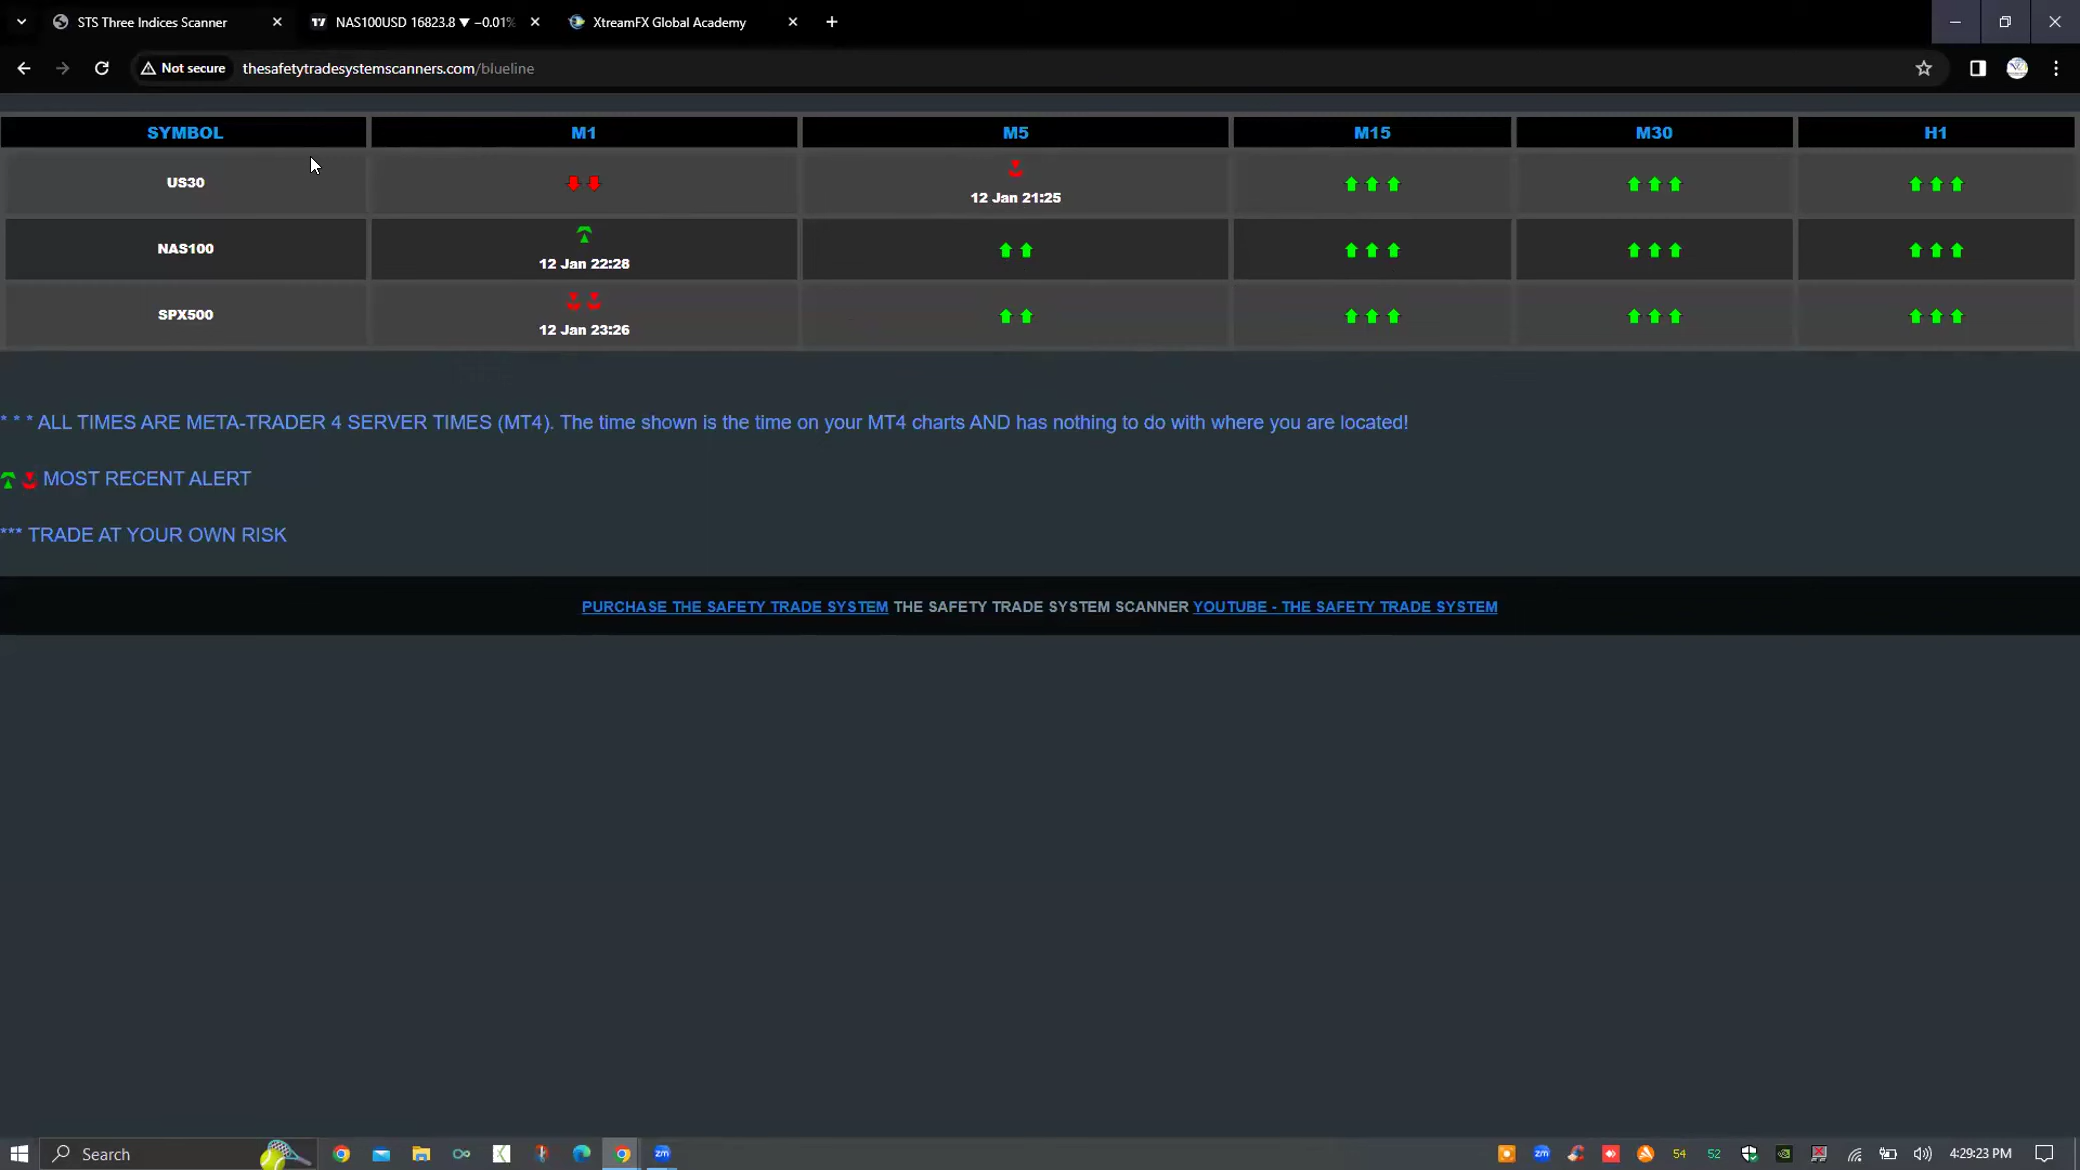 STS Three Indices Scanner
NAS100USD 16823.8 ▼ −0.01%
XtreamFX Global Academy
Not secure
thesafetytradesystemscanners.com/blueline
SYMBOL M1 M5 M15 M30 H1
US30
12 Jan 21:25
NAS100
12 Jan 22:28
SPX500
12 Jan 23:26
* * * ALL TIMES ARE META-TRADER 4 SERVER TIMES (MT4). The time shown is the time on your MT4 charts AND has nothing to do with where you are located!
MOST RECENT ALERT
*** TRADE AT YOUR OWN RISK
PURCHASE THE SAFETY TRADE SYSTEM THE SAFETY TRADE SYSTEM SCANNER YOUTUBE - THE SAFETY TRADE SYSTEM
Search
zm
zm
54
52
4:29:23 PM